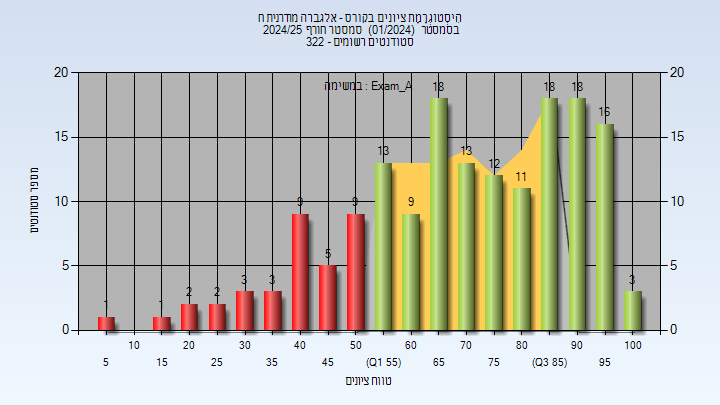 היסטוגרמת ציונים בקורס - אלגברה מודרנית ח
בסמסטר (01/2024) סמסטר חורף 2024/25
סטודנטים רשומים - 322
במשימה : Exam_A
מספר סטודנטים
20 20
15 15
10 10
5 5
0 0
1 1 2 2 3 3 9 5 9 13 9 18 13 12 11 18 18 16 3
10 20 30 40 50 60 70 80 90 100
5 15 25 35 45 (Q1 55) 65 75 (Q3 85) 95
טווח ציונים